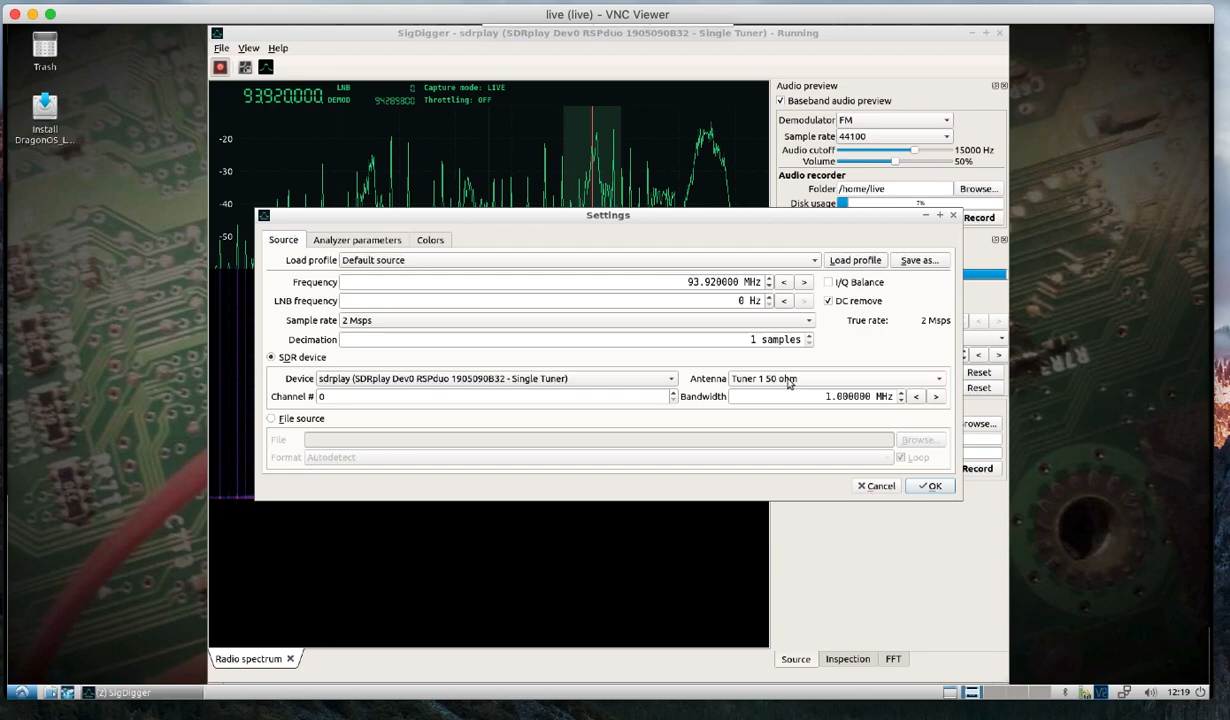 live (live) - VNC Viewer
Trash
Install
DragonOS_L...
SigDigger - sdrplay (SDRplay Dev0 RSPduo 1905090B32 - Single Tuner) - Running
File View Help
93.920.000 DEMOD
LNB 0
94289800
Capture mode: LIVE
Throttling: OFF
-20
-30
-40
-50
Audio preview
Baseband audio preview
Demodulator FM
Sample rate 44100
Audio cutoff 15000 Hz
Volume 50%
Audio recorder
Folder /home/live Browse...
Disk usage 7%
Record
Settings
Source Analyzer parameters Colors
Load profile Default source Load profile Save as...
Frequency 93.920000 MHz < > I/Q Balance
LNB frequency 0 Hz < > DC remove
Sample rate 2 Msps True rate: 2 Msps
Decimation 1 samples
SDR device
Device sdrplay (SDRplay Dev0 RSPduo 1905090B32 - Single Tuner) Antenna Tuner 1 50 ohm
Channel # 0 Bandwidth 1.000000 MHz < >
File source
File Browse...
Format Autodetect Loop
Cancel OK
< >
< >
Reset
Reset
rowse...
Record
Radio spectrum
Source Inspection FFT
(2) SigDigger
V2
12:19